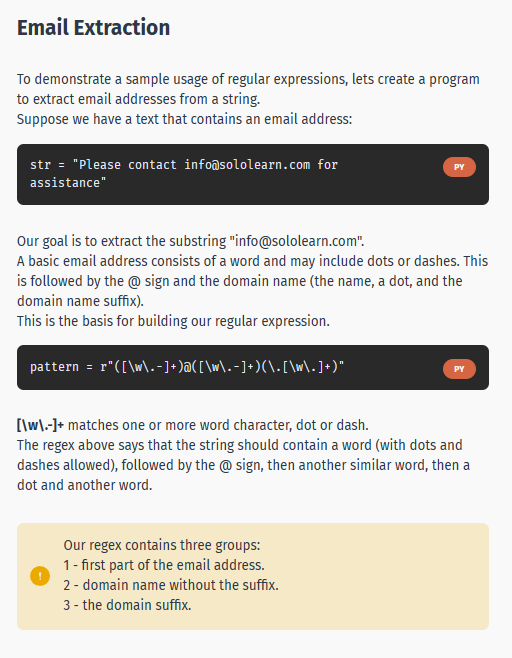 Email Extraction
To demonstrate a sample usage of regular expressions, lets create a program
to extract email addresses from a string.
Suppose we have a text that contains an email address:
str = "Please contact info@sololearn.com for
assistance"
PY
Our goal is to extract the substring "info@sololearn.com".
A basic email address consists of a word and may include dots or dashes. This
is followed by the @ sign and the domain name (the name, a dot, and the
domain name suffix).
This is the basis for building our regular expression.
pattern = r"([\w\.-]+)@([\w\.-]+)(\.[\w\.]+)"
PY
[\w\.-]+ matches one or more word character, dot or dash.
The regex above says that the string should contain a word (with dots and
dashes allowed), followed by the @ sign, then another similar word, then a
dot and another word.
Our regex contains three groups:
1 - first part of the email address.
2 - domain name without the suffix.
3 - the domain suffix.